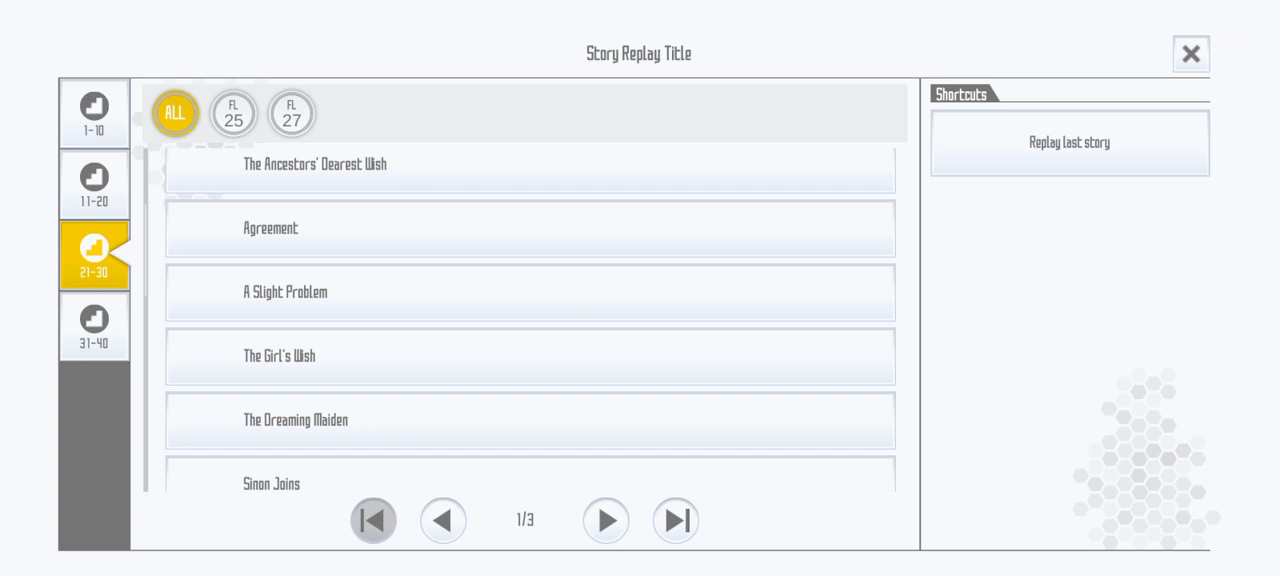 Story Replay Title
1-10
11-20
21-30
31-40
ALL
FL
25
FL
27
The Ancestors' Dearest Wish
Agreement
A Slight Problem
The Girl's Wish
The Dreaming Maiden
Sinon Joins
1/3
Shortcuts
Replay last story